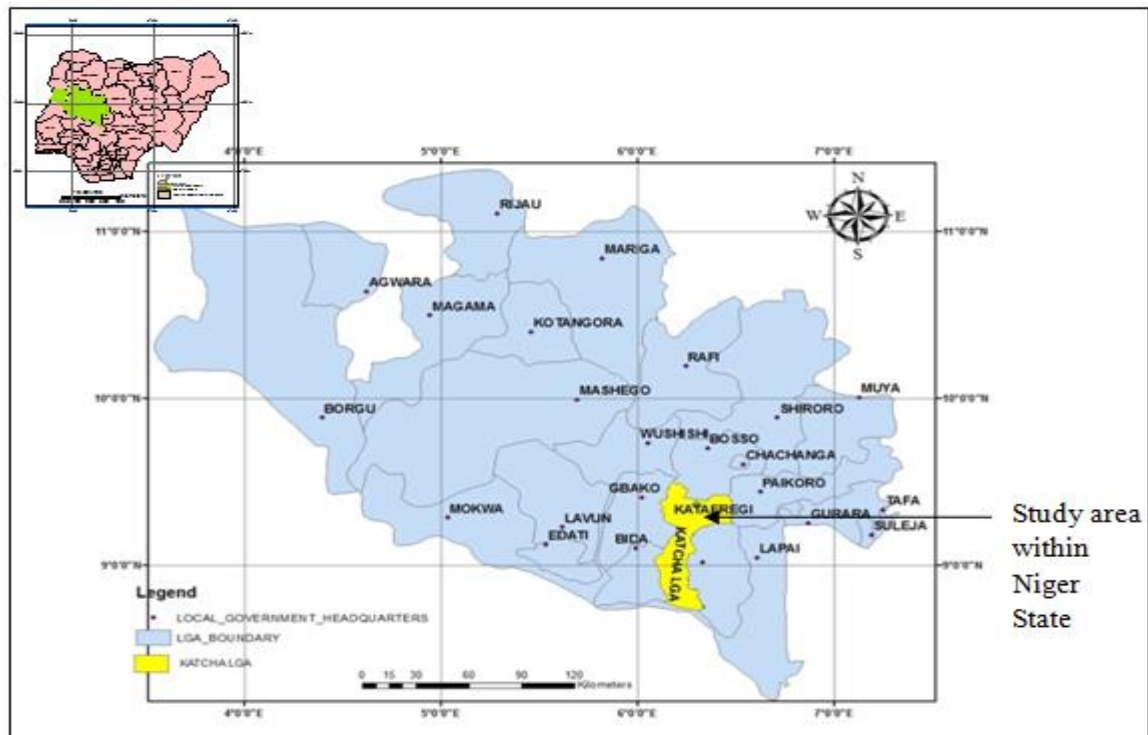 4°0'0"E 5°0'0"E 6°0'0"E 7°0'0"E
N
W E
S
11°0'0"N 11°0'0"N
RIJAU
MARIGA
AGWARA
MAGAMA
KOTANGORA
RAFI
10°0'0"N 10°0'0"N
MASHEGO
MUYA
BORGU
SHIRORO
WUSHISHI
BOSSO
CHACHANGA
GBAKO
PAIKORO
KATAEREGI
GURARA
TAFA
SULEJA
MOKWA
LAVUN
EDATI
BIDA
KATCHA LGA
LAPAI
9°0'0"N 9°0'0"N
Study area
within
Niger
State
Legend
LOCAL_GOVERNMENT_HEADQUARTERS
LGA_BOUNDARY
KATCHA LGA
0 15 30 60 90 120
Kilometers
4°0'0"E 5°0'0"E 6°0'0"E 7°0'0"E